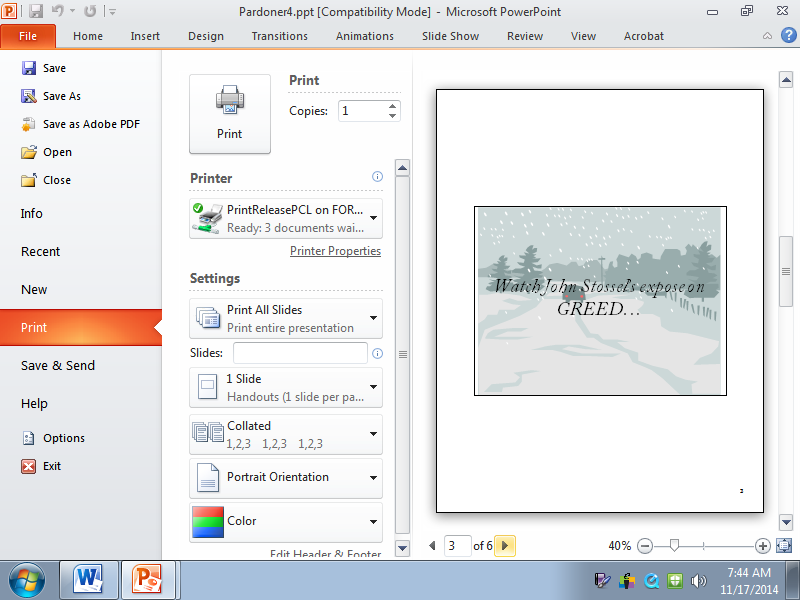 Pardoner4.ppt [Compatibility Mode] - Microsoft PowerPoint
File Home Insert Design Transitions Animations Slide Show Review View Acrobat
Save
Save As
Save as Adobe PDF
Open
Close
Info
Recent
New
Print
Save & Send
Help
Options
Exit
Print
Print
Copies: 1
Printer
PrintReleasePCL on FOR...
Ready: 3 documents wai...
Printer Properties
Settings
Print All Slides
Print entire presentation
Slides:
1 Slide
Handouts (1 slide per pa...
Collated
1,2,3 1,2,3 1,2,3
Portrait Orientation
Color
Edit Header & Footer
Watch John Stossel's expose on
GREED...
3 of 6
40%
7:44 AM
11/17/2014